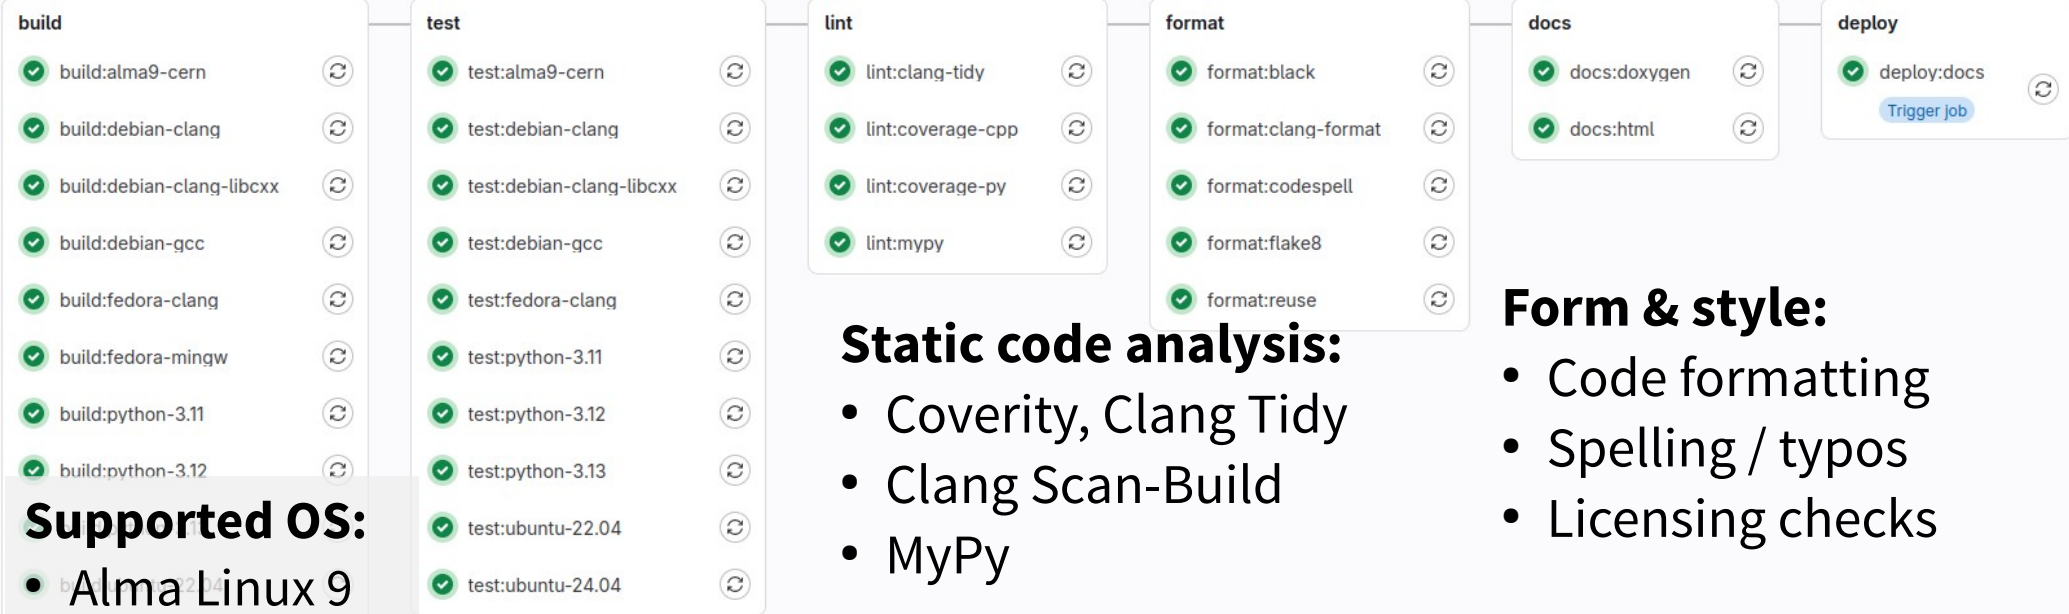 build
build:alma9-cern
build:debian-clang
build:debian-clang-libcxx
build:debian-gcc
build:fedora-clang
build:fedora-mingw
build:python-3.11
build:python-3.12
Supported OS:
• Alma Linux 9
test
test:alma9-cern
test:debian-clang
test:debian-clang-libcxx
test:debian-gcc
test:fedora-clang
test:python-3.11
test:python-3.12
test:python-3.13
test:ubuntu-22.04
test:ubuntu-24.04
lint
lint:clang-tidy
lint:coverage-cpp
lint:coverage-py
lint:mypy
Static code analysis:
• Coverity, Clang Tidy
• Clang Scan-Build
• MyPy
format
format:black
format:clang-format
format:codespell
format:flake8
format:reuse
docs
docs:doxygen
docs:html
Form & style:
• Code formatting
• Spelling / typos
• Licensing checks
deploy
deploy:docs
Trigger job